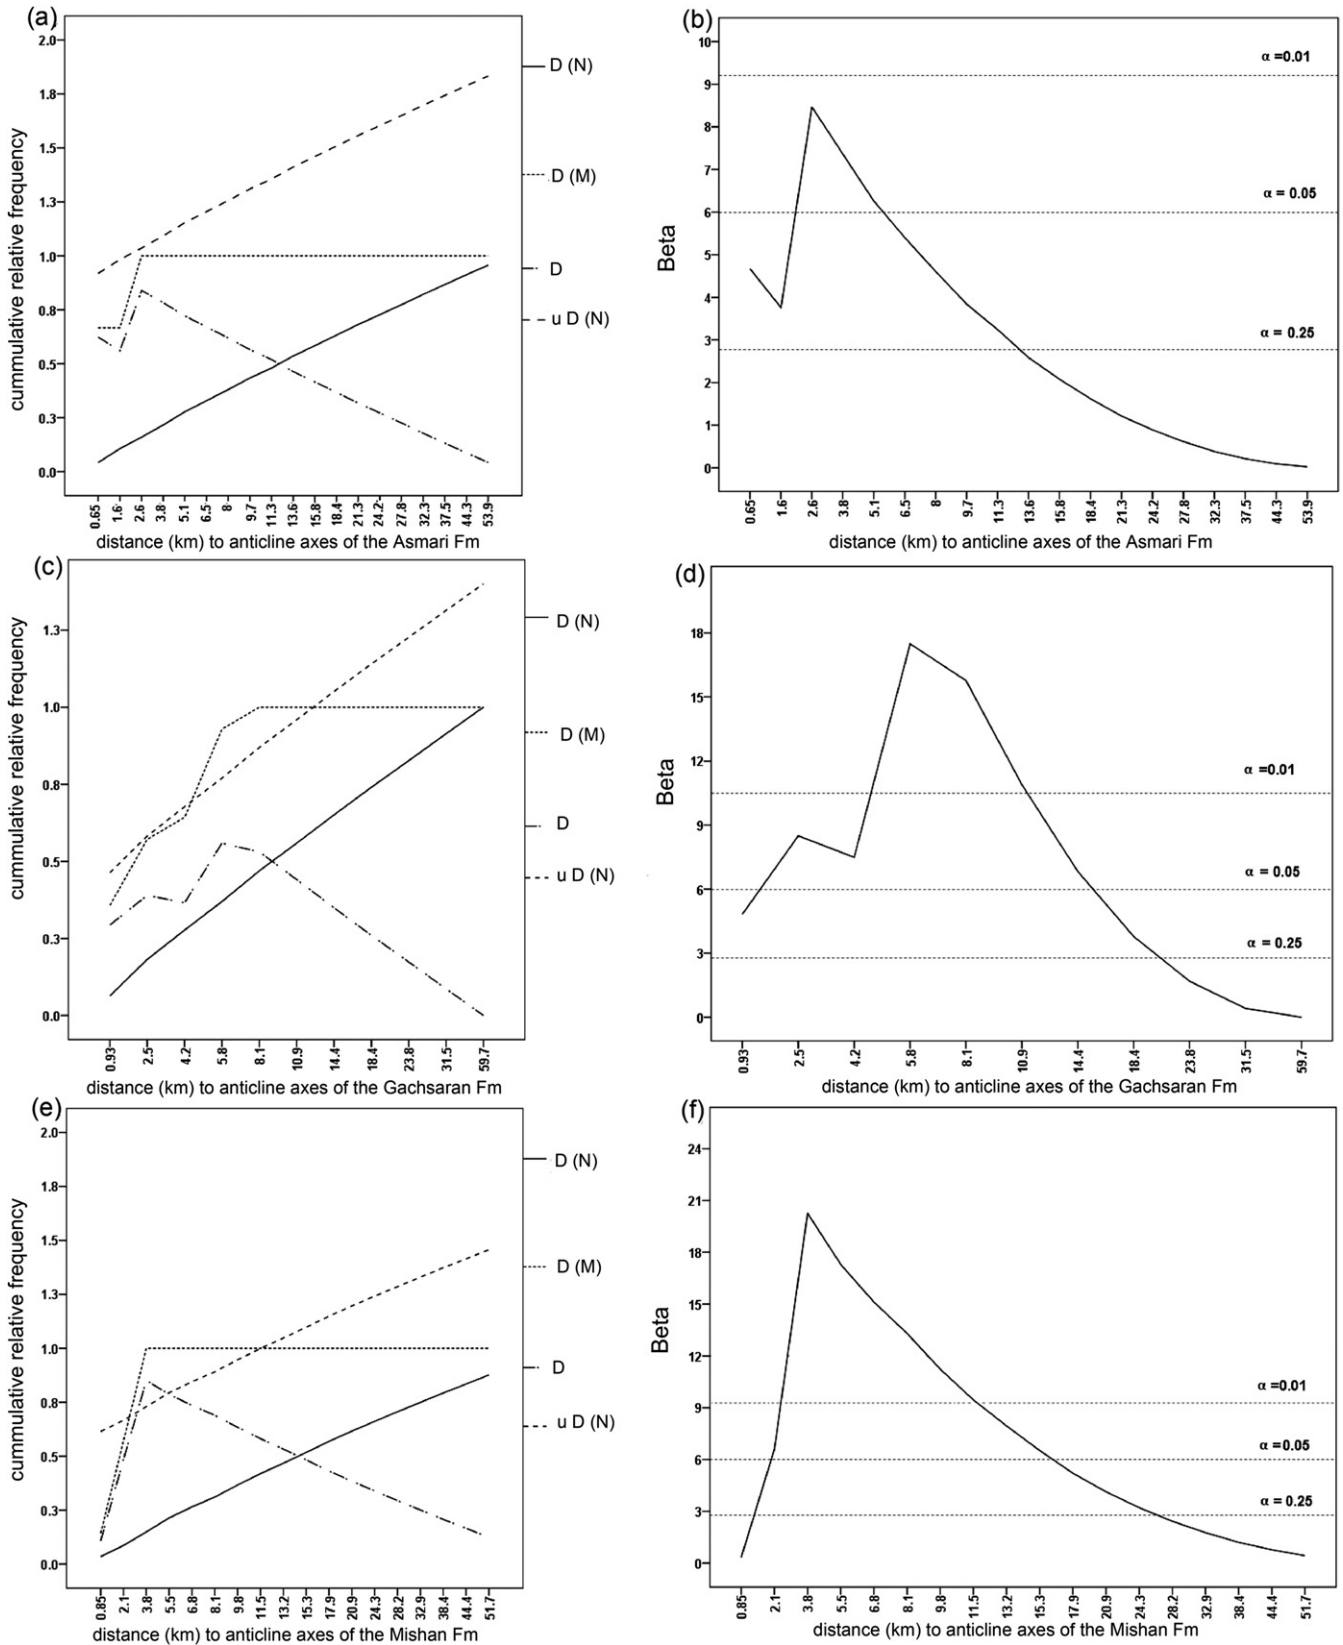 (a)
cummulative relative frequency
2.0
1.8
1.5
1.3
1.0
0.8
0.5
0.3
0.0
0.65 1.6 2.6 3.8 5.1 6.5 8 9.7 11.3 13.6 15.8 18.4 21.3 24.2 27.8 32.3 37.5 44.3 53.9
distance (km) to anticline axes of the Asmari Fm
D (N)
D (M)
D
u D (N)
(b)
Beta
10
9
8
7
6
5
4
3
2
1
0
α =0.01
α = 0.05
α = 0.25
0.65 1.6 2.6 3.8 5.1 6.5 8 9.7 11.3 13.6 15.8 18.4 21.3 24.2 27.8 32.3 37.5 44.3 53.9
distance (km) to anticline axes of the Asmari Fm
(c)
cummulative relative frequency
1.3
1.0
0.8
0.5
0.3
0.0
0.93 2.5 4.2 5.8 8.1 10.9 14.4 18.4 23.8 31.5 59.7
distance (km) to anticline axes of the Gachsaran Fm
D (N)
D (M)
D
u D (N)
(d)
Beta
18
15
12
9
6
3
0
α =0.01
α = 0.05
α = 0.25
0.93 2.5 4.2 5.8 8.1 10.9 14.4 18.4 23.8 31.5 59.7
distance (km) to anticline axes of the Gachsaran Fm
(e)
cummulative relative frequency
2.0
1.8
1.5
1.3
1.0
0.8
0.5
0.3
0.0
0.85 2.1 3.8 5.5 6.8 8.1 9.8 11.5 13.2 15.3 17.9 20.9 24.3 28.2 32.9 38.4 44.4 51.7
distance (km) to anticline axes of the Mishan Fm
D (N)
D (M)
D
u D (N)
(f)
Beta
24
21
18
15
12
9
6
3
0
α =0.01
α =0.05
α = 0.25
0.85 2.1 3.8 5.5 6.8 8.1 9.8 11.5 13.2 15.3 17.9 20.9 24.3 28.2 32.9 38.4 44.4 51.7
distance (km) to anticline axes of the Mishan Fm